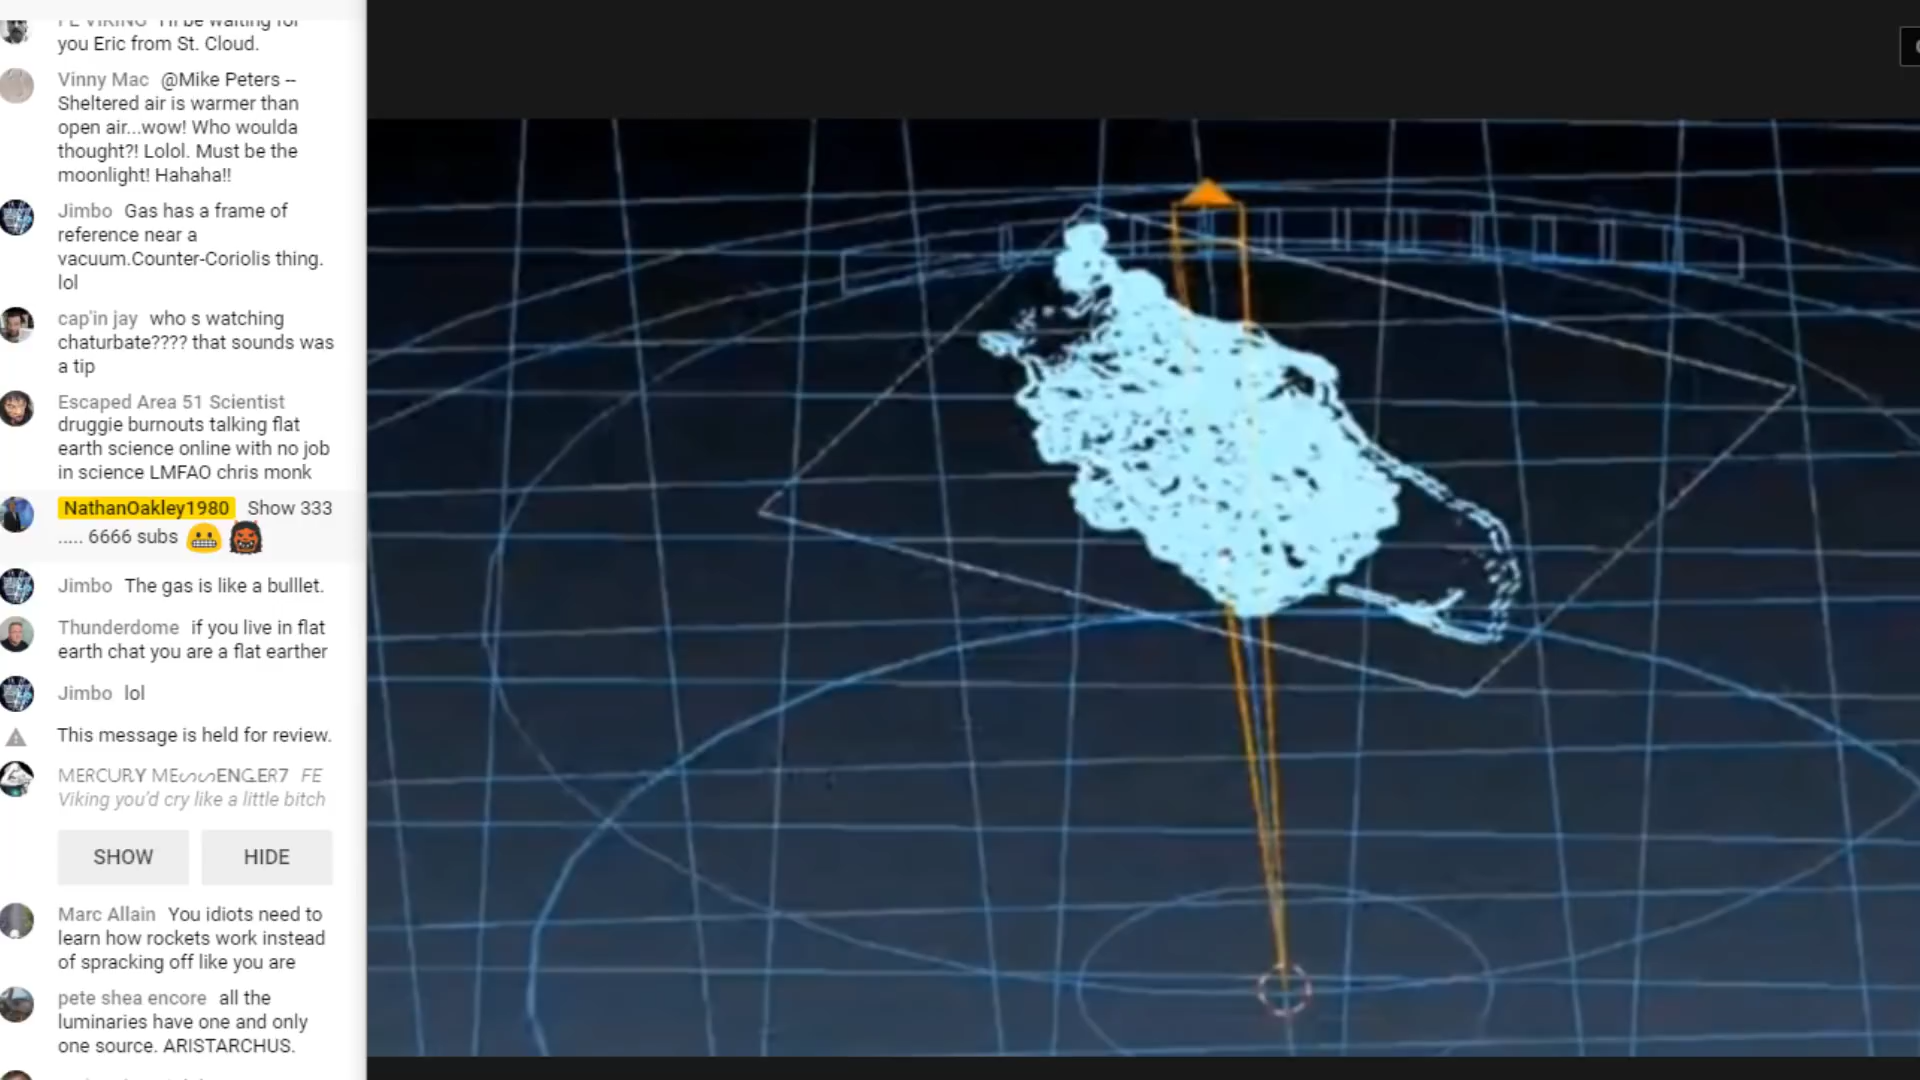 FE VIKING I'll be waiting for
you Eric from St. Cloud.
Vinny Mac @Mike Peters --
Sheltered air is warmer than
open air...wow! Who woulda
thought?! Lolol. Must be the
moonlight! Hahaha!!
Jimbo Gas has a frame of
reference near a
vacuum.Counter-Coriolis thing.
lol
cap'in jay who s watching
chaturbate???? that sounds was
a tip
Escaped Area 51 Scientist
druggie burnouts talking flat
earth science online with no job
in science LMFAO chris monk
NathanOakley1980 Show 333
..... 6666 subs 😬 👹
Jimbo The gas is like a bulllet.
Thunderdome if you live in flat
earth chat you are a flat earther
Jimbo lol
This message is held for review.
MERCURY MEᔕᔕENGER7 FE
Viking you'd cry like a little bitch
SHOW HIDE
Marc Allain You idiots need to
learn how rockets work instead
of spracking off like you are
pete shea encore all the
luminaries have one and only
one source. ARISTARCHUS.